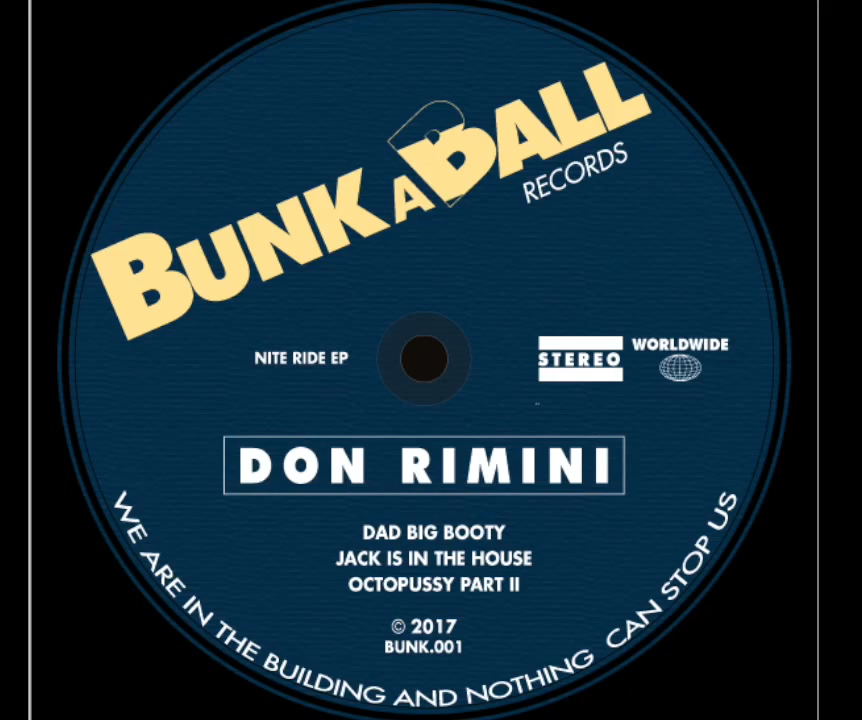 BUNK A BALL
RECORDS
NITE RIDE EP
STEREO
WORLDWIDE
DON RIMINI
DAD BIG BOOTY
JACK IS IN THE HOUSE
OCTOPUSSY PART II
© 2017
BUNK.001
WE ARE IN THE BUILDING AND NOTHING CAN STOP US